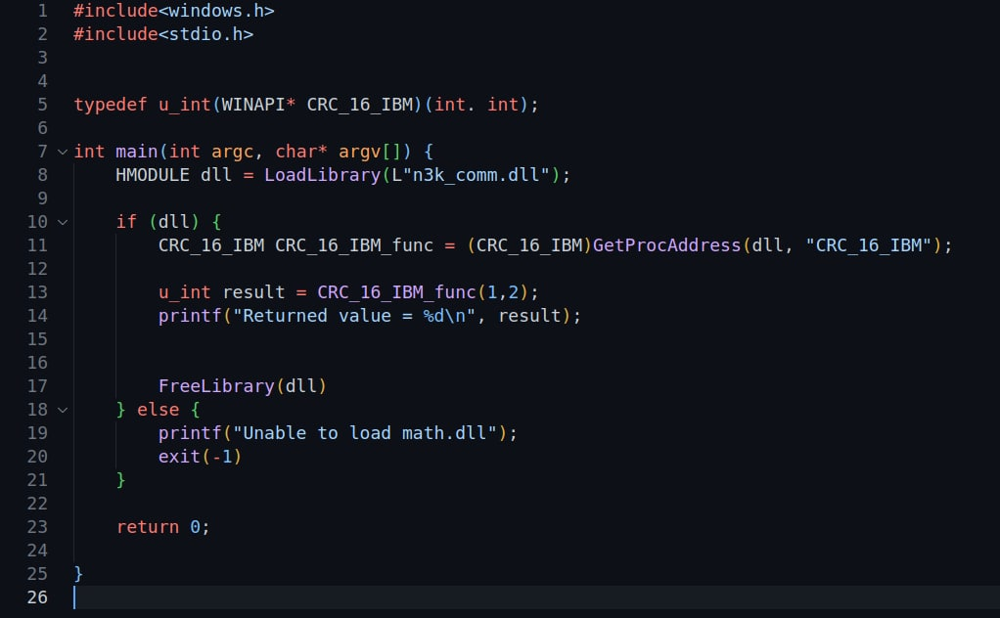 1 #include<windows.h>
2 #include<stdio.h>
3
4
5 typedef u_int(WINAPI* CRC_16_IBM)(int. int);
6
7 int main(int argc, char* argv[]) {
8     HMODULE dll = LoadLibrary(L"n3k_comm.dll");
9
10     if (dll) {
11         CRC_16_IBM CRC_16_IBM_func = (CRC_16_IBM)GetProcAddress(dll, "CRC_16_IBM");
12
13         u_int result = CRC_16_IBM_func(1,2);
14         printf("Returned value = %d\n", result);
15
16
17         FreeLibrary(dll)
18     } else {
19         printf("Unable to load math.dll");
20         exit(-1)
21     }
22
23     return 0;
24
25 }
26